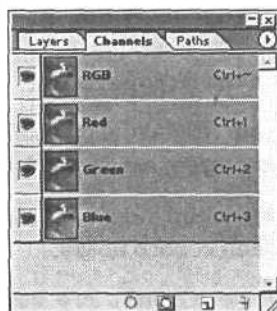 Layers Channels Paths
RGB Ctrl+~
Red Ctrl+1
Green Ctrl+2
Blue Ctrl+3